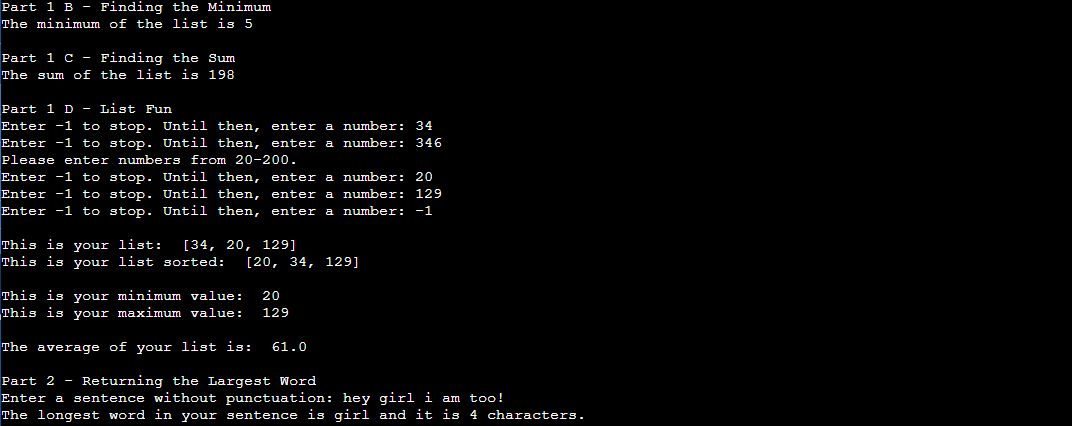 Part 1 B - Finding the Minimum
The minimum of the list is 5
Part 1 C - Finding the Sum
The sum of the list is 198
Part 1 D - List Fun
Enter -1 to stop. Until then, enter a number: 34
Enter -1 to stop. Until then, enter a number: 346
Please enter numbers from 20-200.
Enter -1 to stop. Until then, enter a number: 20
Enter -1 to stop. Until then, enter a number: 129
Enter -1 to stop. Until then, enter a number: -1
This is your list:  [34, 20, 129]
This is your list sorted:  [20, 34, 129]
This is your minimum value:  20
This is your maximum value:  129
The average of your list is:  61.0
Part 2 - Returning the Largest Word
Enter a sentence without punctuation: hey girl i am too!
The longest word in your sentence is girl and it is 4 characters.